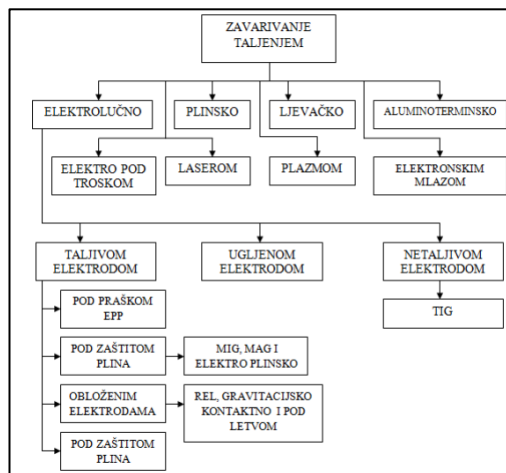 ZAVARIVANJE
TALJENJEM
ELEKTROLUČNO
PLINSKO
LJEVAČKO
ALUMINOTERMINSKO
ELEKTRO POD
TROSKOM
LASEROM
PLAZMOM
ELEKTRONSKIM
MLAZOM
TALJIVOM
ELEKTRODOM
UGLJENOM
ELEKTRODOM
NETALJIVOM
ELEKTRODOM
POD PRAŠKOM
EPP
TIG
POD ZAŠTITOM
PLINA
MIG, MAG I
ELEKTRO PLINSKO
OBLOŽENIM
ELEKTRODAMA
REL, GRAVITACIJSKO
KONTAKTNO I POD
LETVOM
POD ZAŠTITOM
PLINA